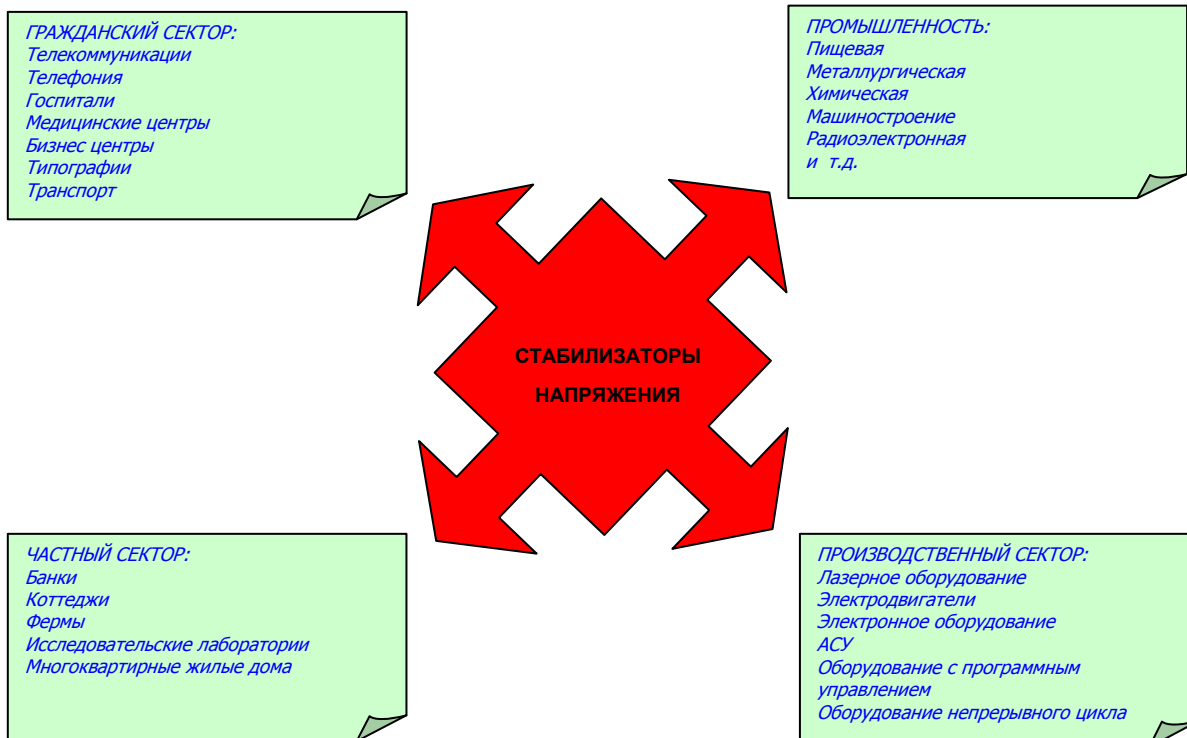 ГРАЖДАНСКИЙ СЕКТОР:
Телекоммуникации
Телефония
Госпитали
Медицинские центры
Бизнес центры
Типографии
Транспорт
ПРОМЫШЛЕННОСТЬ:
Пищевая
Металлургическая
Химическая
Машиностроение
Радиоэлектронная
и т.д.
СТАБИЛИЗАТОРЫ
НАПРЯЖЕНИЯ
ЧАСТНЫЙ СЕКТОР:
Банки
Коттеджи
Фермы
Исследовательские лаборатории
Многоквартирные жилые дома
ПРОИЗВОДСТВЕННЫЙ СЕКТОР:
Лазерное оборудование
Электродвигатели
Электронное оборудование
АСУ
Оборудование с программным
управлением
Оборудование непрерывного цикла